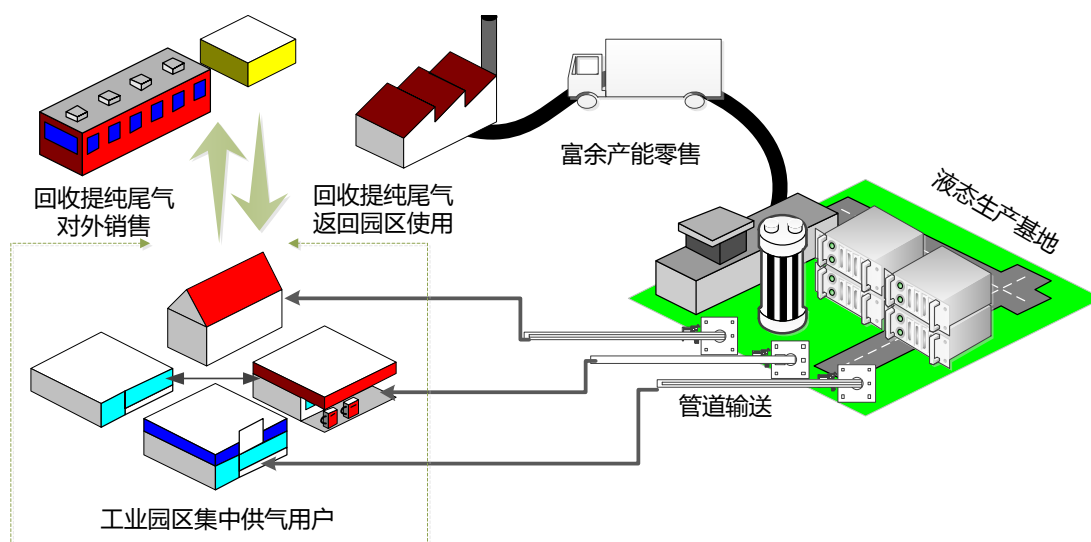 富余产能零售
液态生产基地
回收提纯尾气
对外销售
回收提纯尾气
返回园区使用
管道输送
工业园区集中供气用户